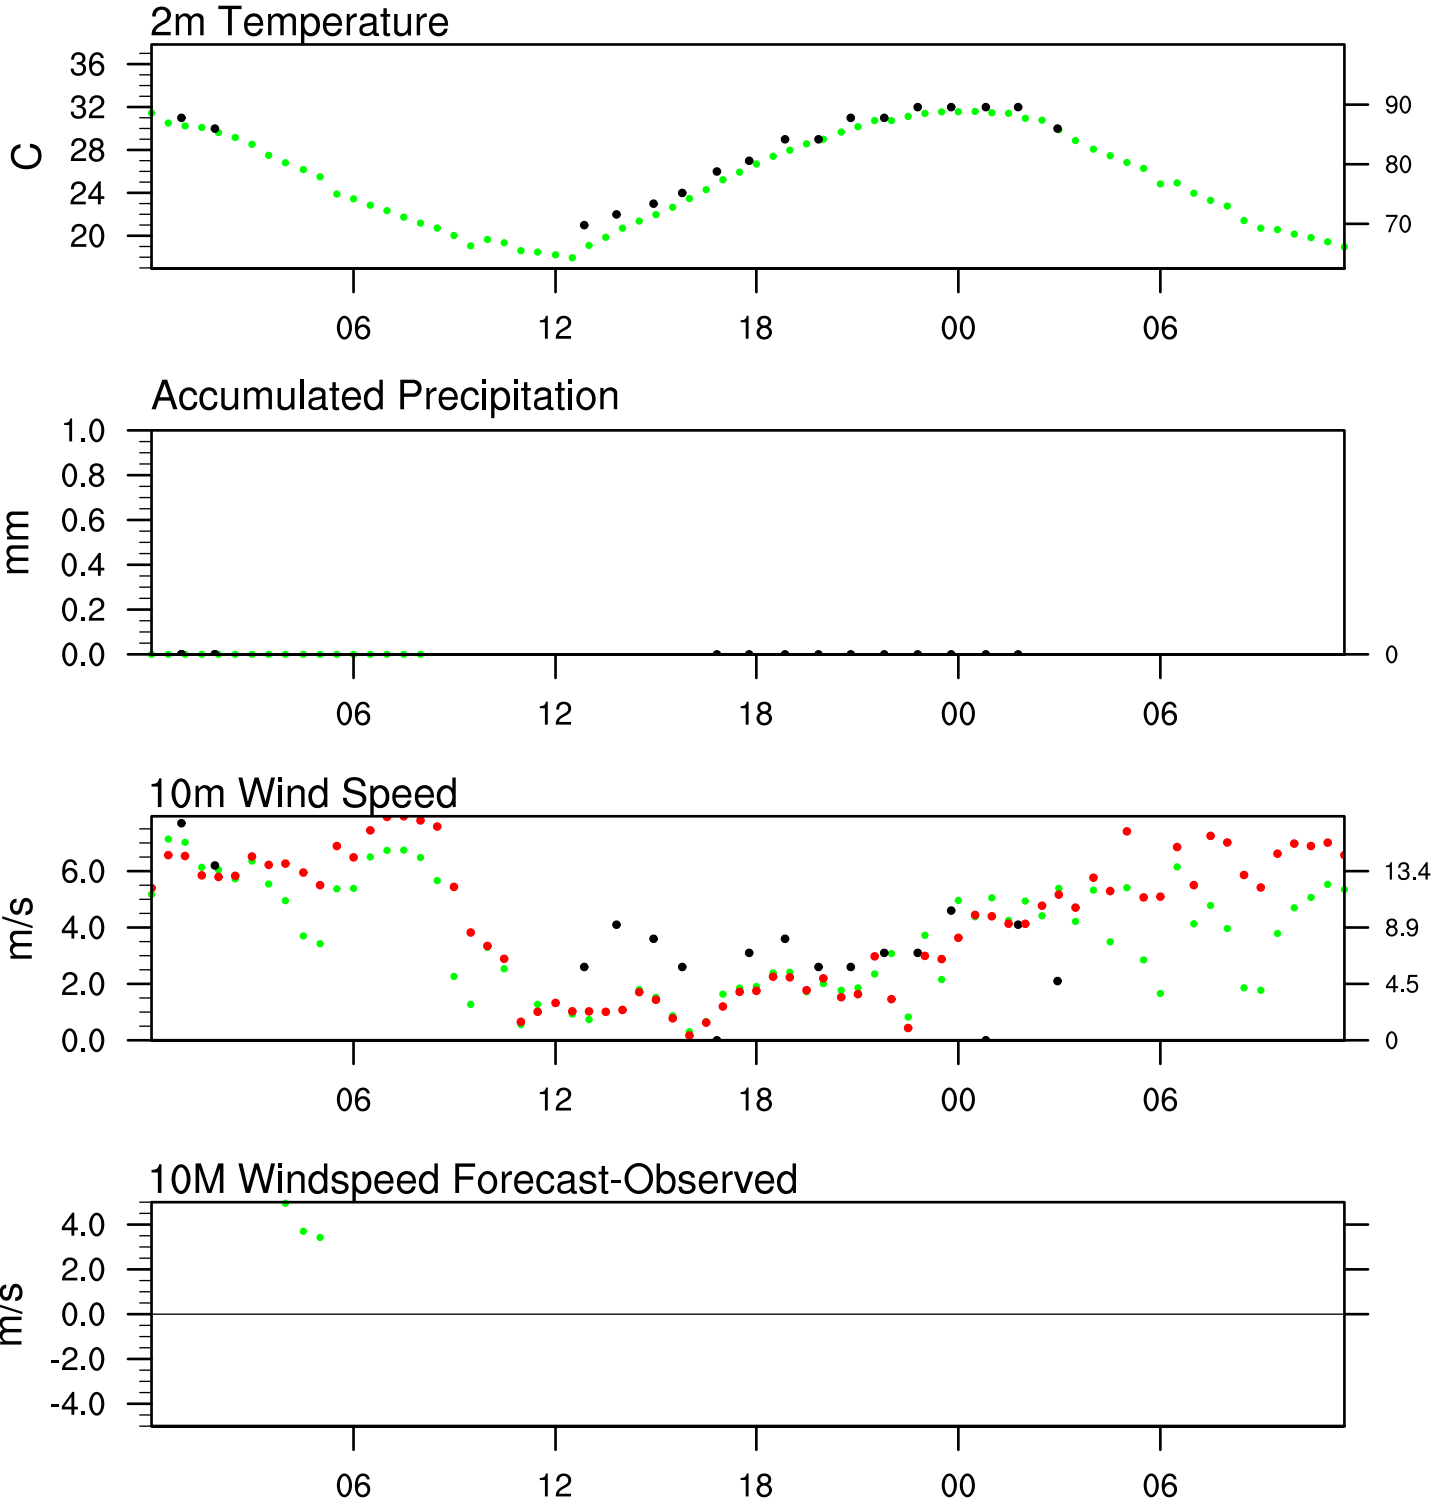 2m Temperature
36
32
28
24
20
C
90
80
70
06 12 18 00 06
Accumulated Precipitation
1.0
0.8
0.6
0.4
0.2
0.0
mm
0
06 12 18 00 06
10m Wind Speed
6.0
4.0
2.0
0.0
m/s
13.4
8.9
4.5
0
06 12 18 00 06
10M Windspeed Forecast-Observed
4.0
2.0
0.0
-2.0
-4.0
m/s
06 12 18 00 06